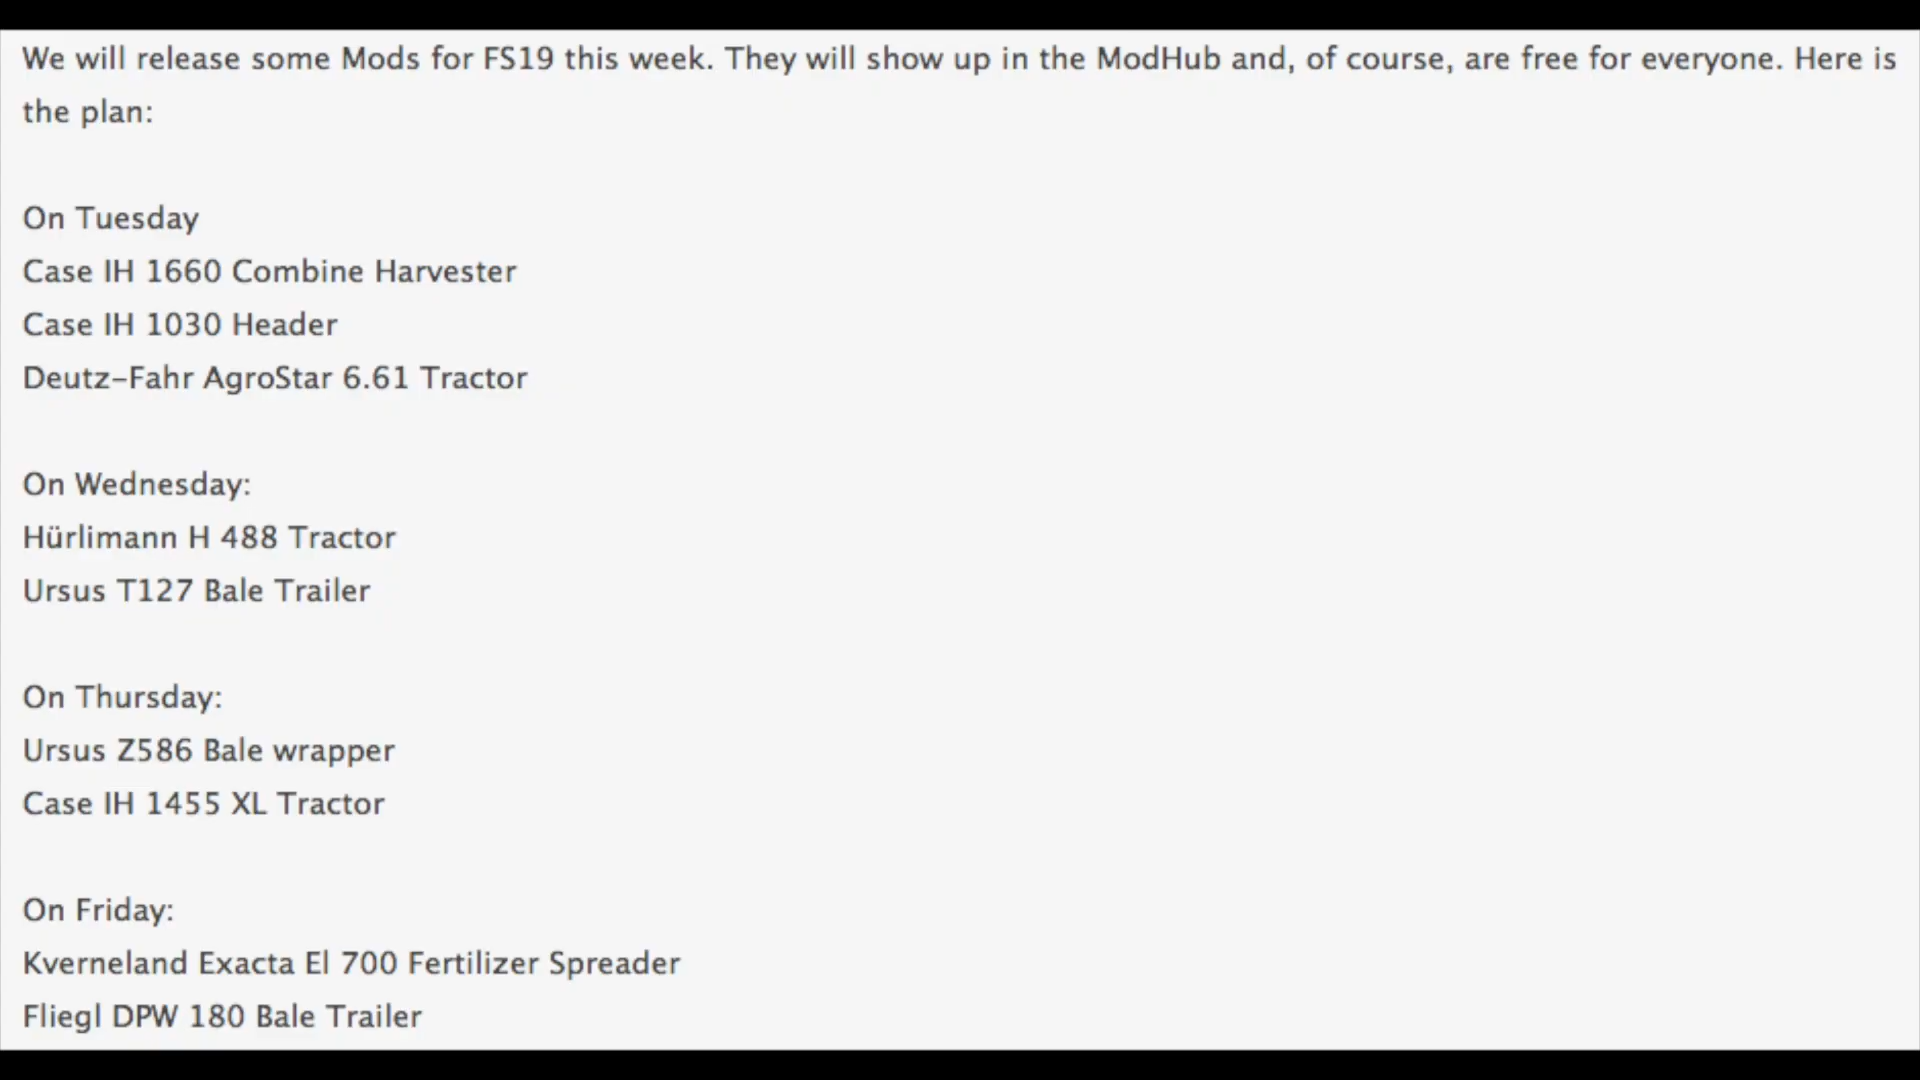 We will release some Mods for FS19 this week. They will show up in the ModHub and, of course, are free for everyone. Here is
the plan:
On Tuesday
Case IH 1660 Combine Harvester
Case IH 1030 Header
Deutz-Fahr AgroStar 6.61 Tractor
On Wednesday:
Hürlimann H 488 Tractor
Ursus T127 Bale Trailer
On Thursday:
Ursus Z586 Bale wrapper
Case IH 1455 XL Tractor
On Friday:
Kverneland Exacta El 700 Fertilizer Spreader
Fliegl DPW 180 Bale Trailer